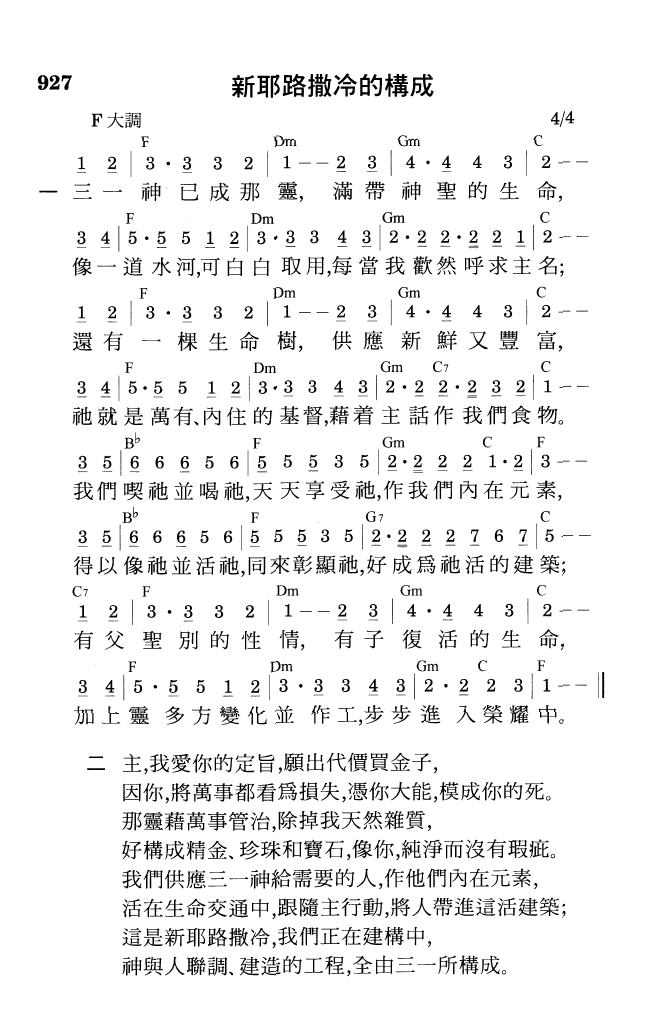 927 新耶路撒冷的構成
F 大調 4/4
F Dm Gm C
1 2 | 3 · 3 3 2 | 1 - - 2 3 | 4 · 4 4 3 | 2 - -
一 三一神已成那靈, 滿帶神聖的生命,
F Dm Gm C
3 4 | 5 · 5 5 1 2 | 3 · 3 3 4 3 | 2 · 2 2 · 2 2 1 | 2 - -
像一道水河,可白白取用,每當我歡然呼求主名;
F Dm Gm C
1 2 | 3 · 3 3 2 | 1 - - 2 3 | 4 · 4 4 3 | 2 - -
還有一棵生命樹, 供應新鮮又豐富,
F Dm Gm C7 C
3 4 | 5 · 5 5 1 2 | 3 · 3 3 4 3 | 2 · 2 2 · 2 3 2 | 1 - -
祂就是萬有、內住的基督,藉着主話作我們食物。
B♭ F Gm C F
3 5 | 6 6 6 5 6 | 5 5 5 3 5 | 2 · 2 2 2 1 · 2 | 3 - -
我們喫祂並喝祂,天天享受祂,作我們內在元素,
B♭ F G7 C
3 5 | 6 6 6 5 6 | 5 5 5 3 5 | 2 · 2 2 2 7 6 7 | 5 - -
得以像祂並活祂,同來彰顯祂,好成爲祂活的建築;
C7 F Dm Gm C
1 2 | 3 · 3 3 2 | 1 - - 2 3 | 4 · 4 4 3 | 2 - -
有父聖別的性情, 有子復活的生命,
F Dm Gm C F
3 4 | 5 · 5 5 1 2 | 3 · 3 3 4 3 | 2 · 2 2 3 | 1 - - ‖
加上靈多方變化並作工,步步進入榮耀中。
二 主,我愛你的定旨,願出代價買金子,
因你,將萬事都看爲損失,憑你大能,模成你的死。
那靈藉萬事管治,除掉我天然雜質,
好構成精金、珍珠和寶石,像你,純淨而沒有瑕疵。
我們供應三一神給需要的人,作他們內在元素,
活在生命交通中,跟隨主行動,將人帶進這活建築;
這是新耶路撒冷,我們正在建構中,
神與人聯調、建造的工程,全由三一所構成。